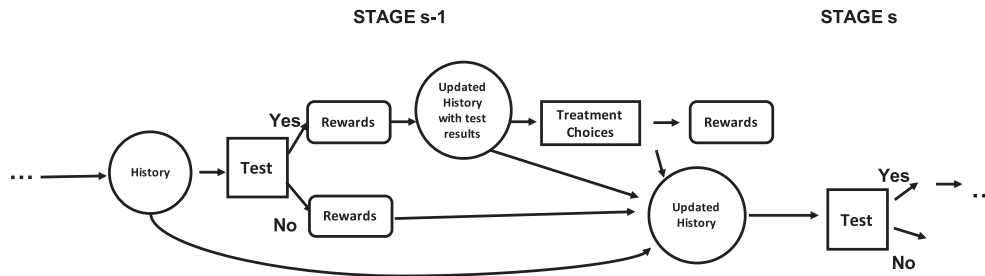 STAGE s-1
STAGE s
...
History
Test
Yes
No
Rewards
Rewards
Updated
History
with test
results
Treatment
Choices
Rewards
Updated
History
Test
Yes
No
..